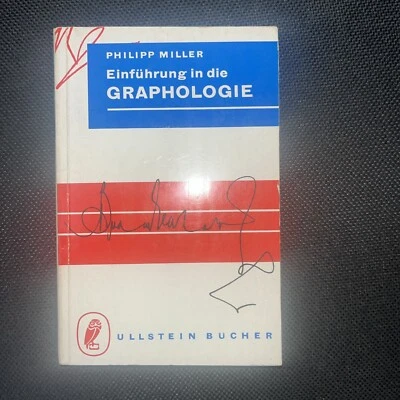 PHILIPP MILLER
Einführung in die
GRAPHOLOGIE
ULLSTEIN BUCHER